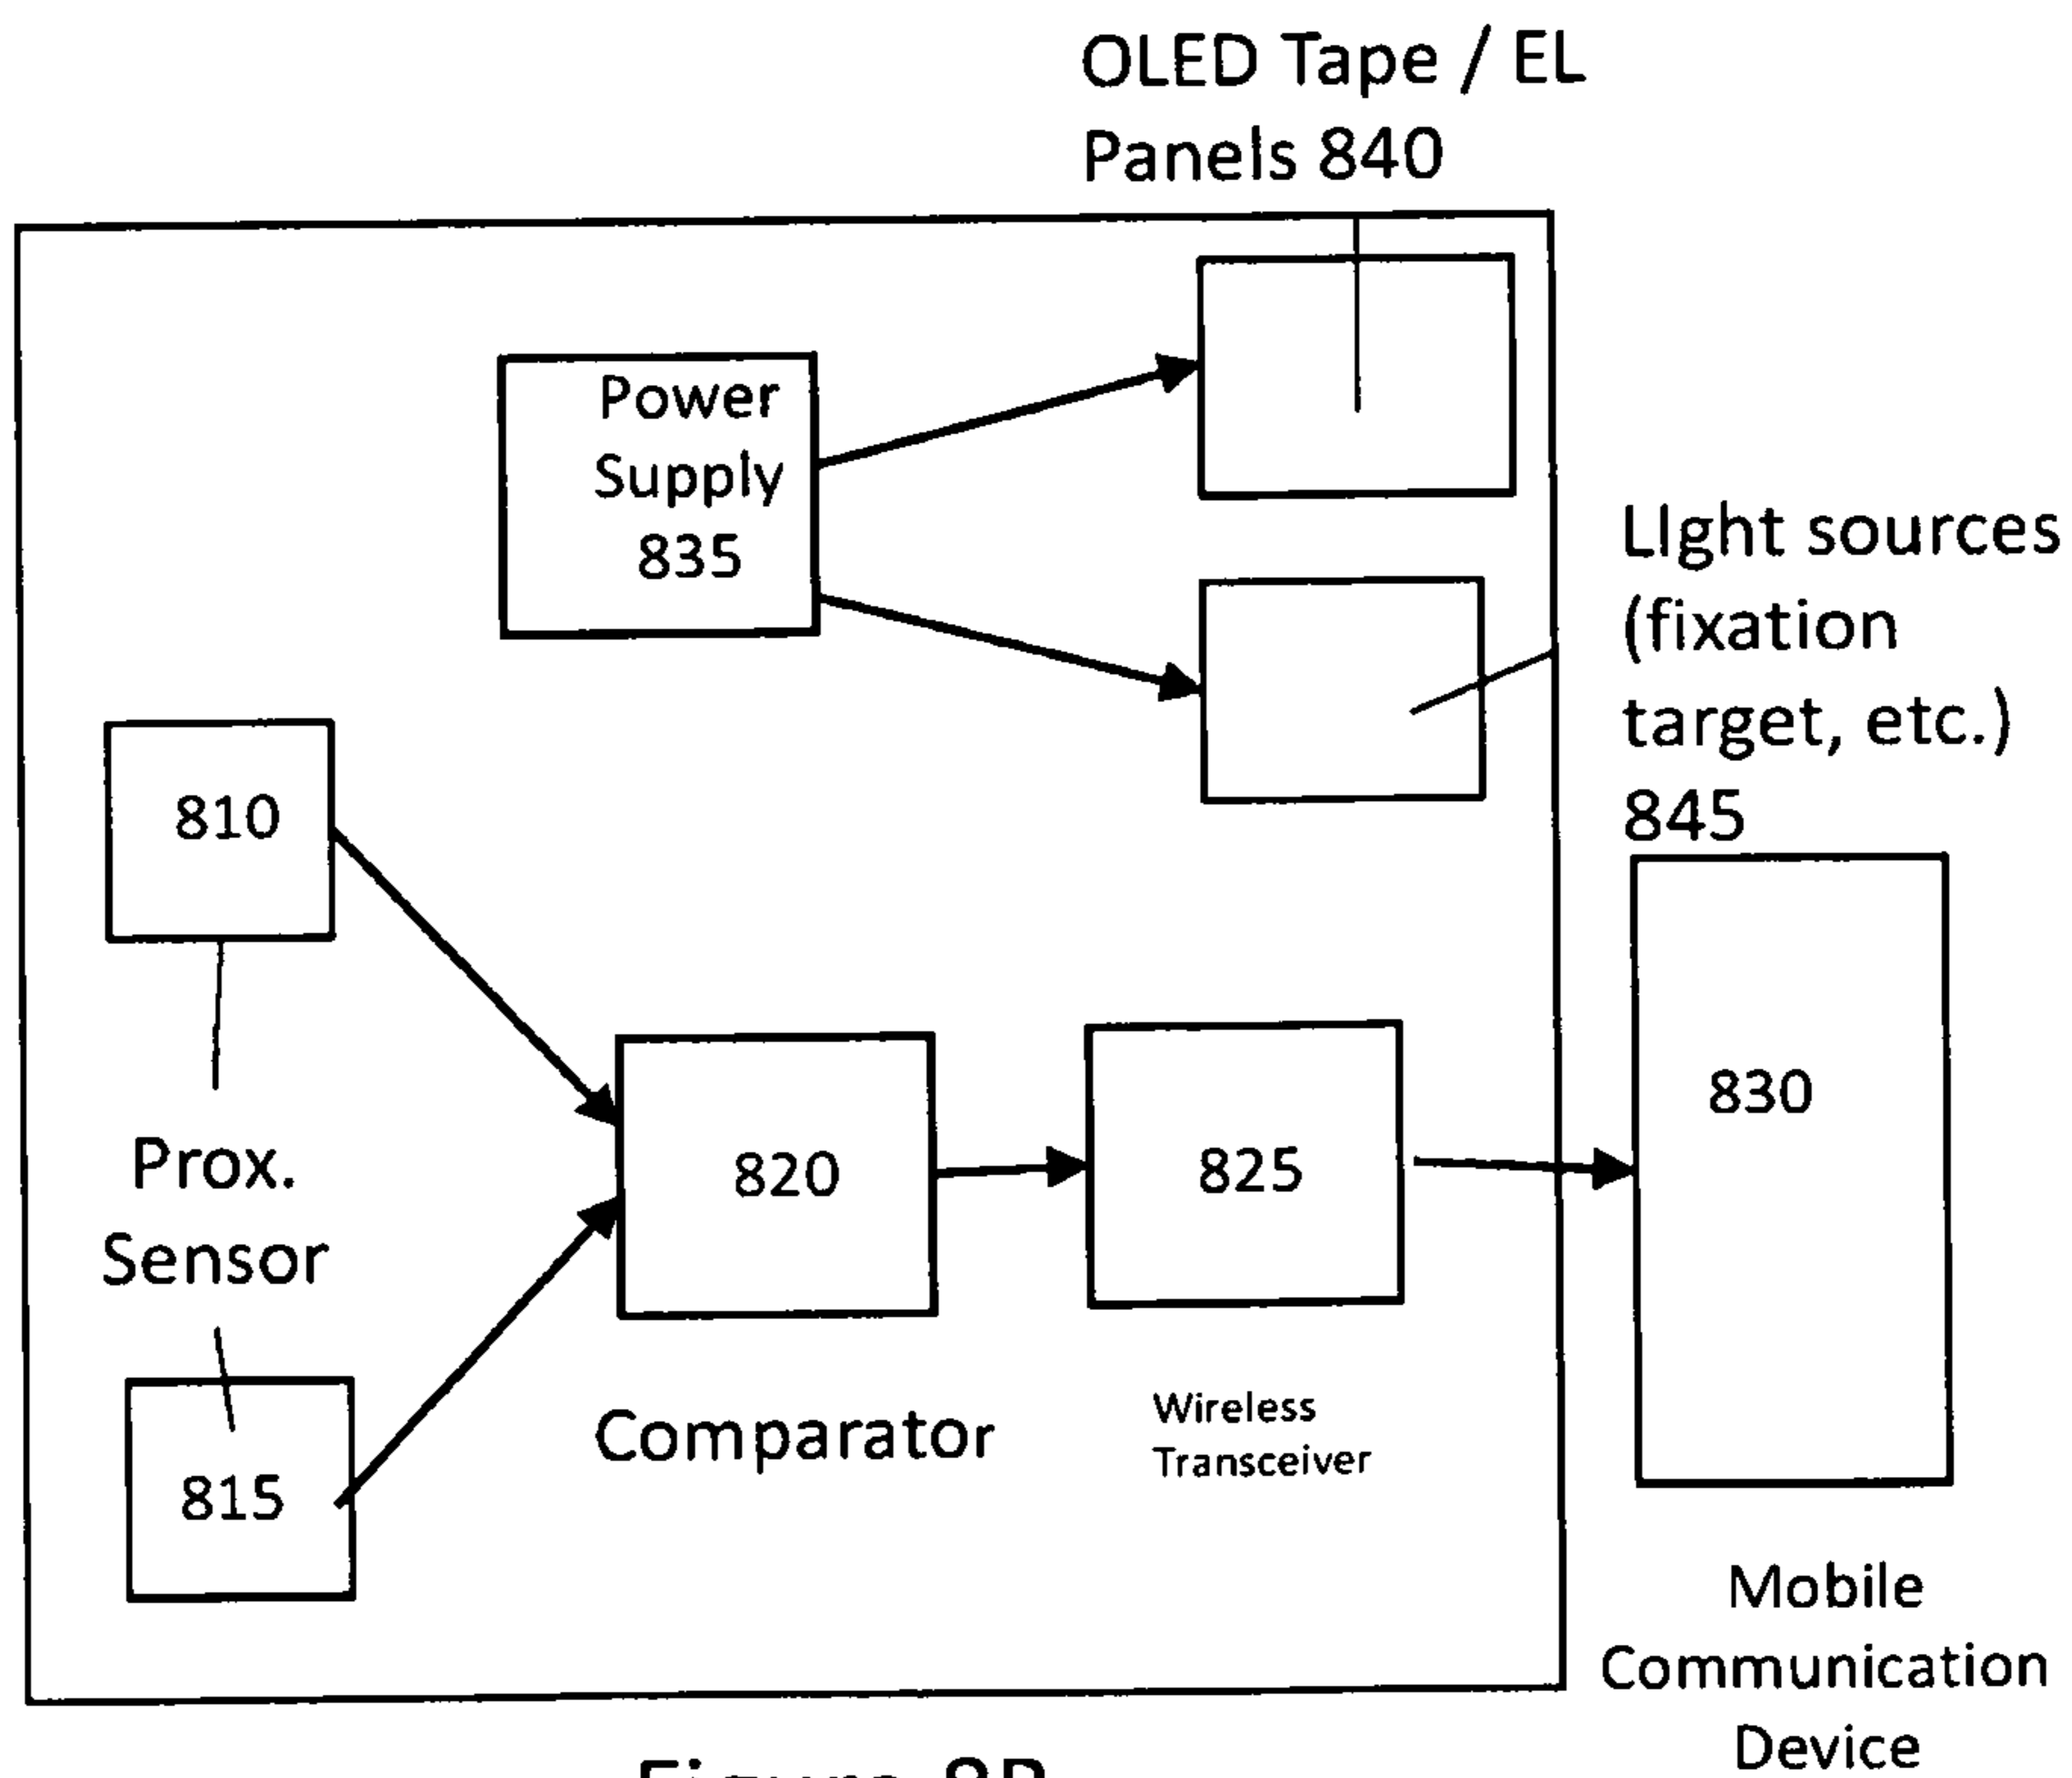 OLED Tape / EL
Panels 840
Power
Supply
835
LIght sources
(fixation
target, etc.)
845
810
830
Prox.
Sensor
820
825
815
Comparator
Wireless
Transceiver
Mobile
Communication
Device